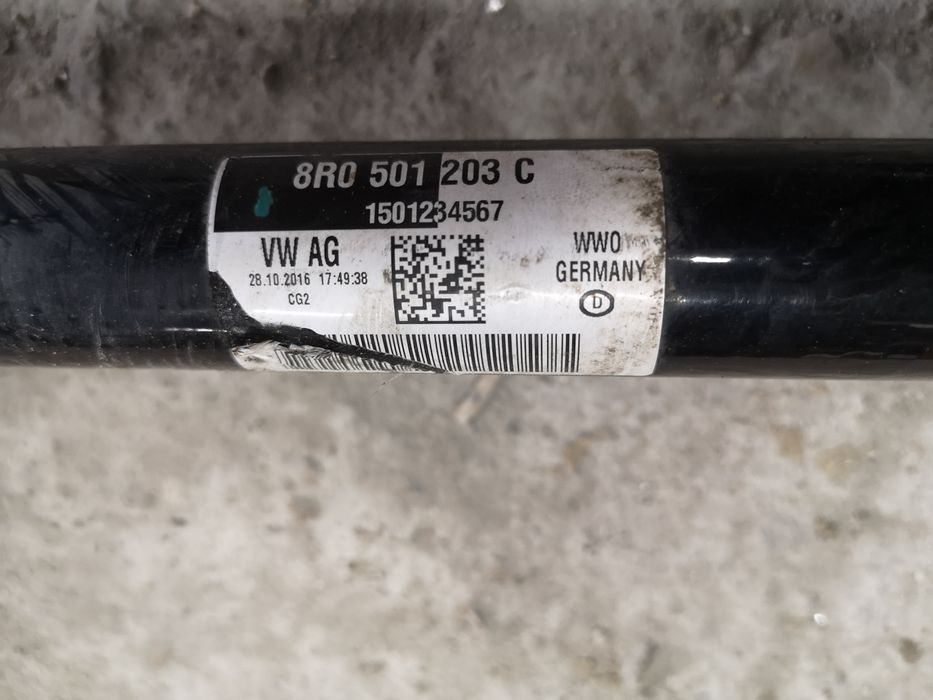 8R0 501 203 C
1501234567
VW AG
28.10.2016 17:49:38
CG2
WWO
GERMANY
D